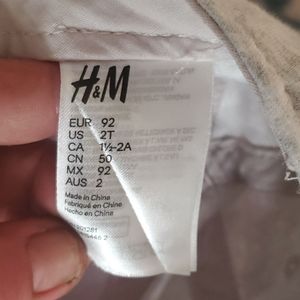 H&M
EUR 92
US 2T
CA 1½-2A
CN 50
MX 92
AUS 2
Made in China
Fabriqué en Chine
Hecho en China